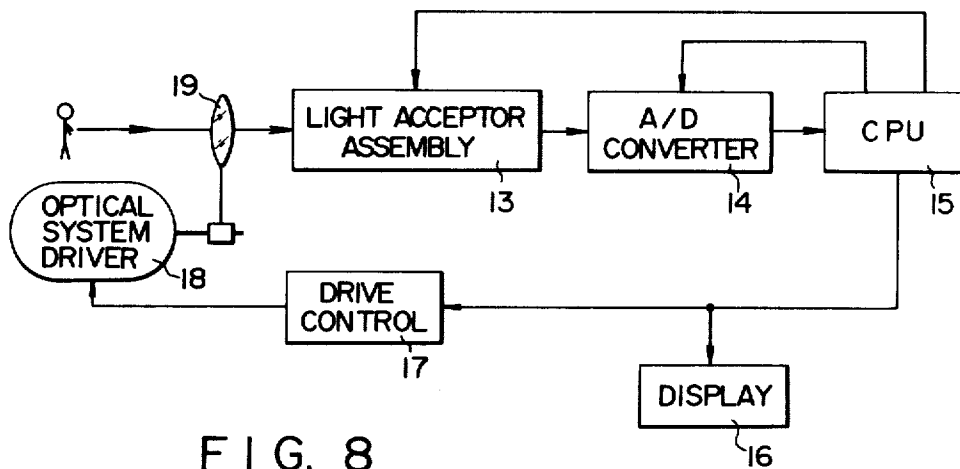 19
LIGHT ACCEPTOR
ASSEMBLY
13
A/D
CONVERTER
14
CPU
15
OPTICAL
SYSTEM
DRIVER
18
DRIVE
CONTROL
17
DISPLAY
16
FIG. 8